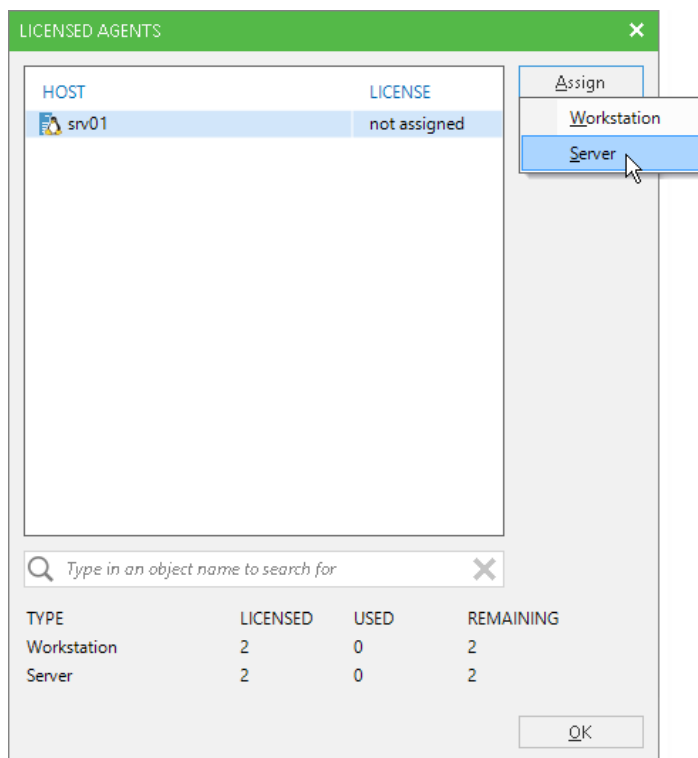 LICENSED AGENTS
HOST LICENSE
srv01 not assigned
Assign
Workstation
Server
Type in an object name to search for
TYPE LICENSED USED REMAINING
Workstation 2 0 2
Server 2 0 2
OK